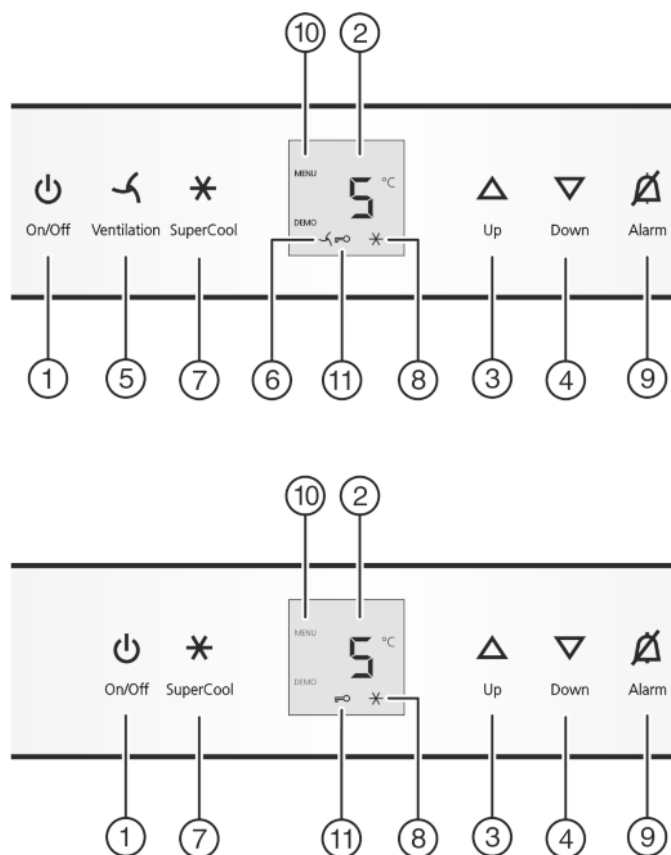 10 2
MENU
5 °C
DEMO
On/Off Ventilation SuperCool Up Down Alarm
1 5 7 6 11 8 3 4 9
10 2
MENU
5 °C
DEMO
On/Off SuperCool Up Down Alarm
1 7 11 8 3 4 9